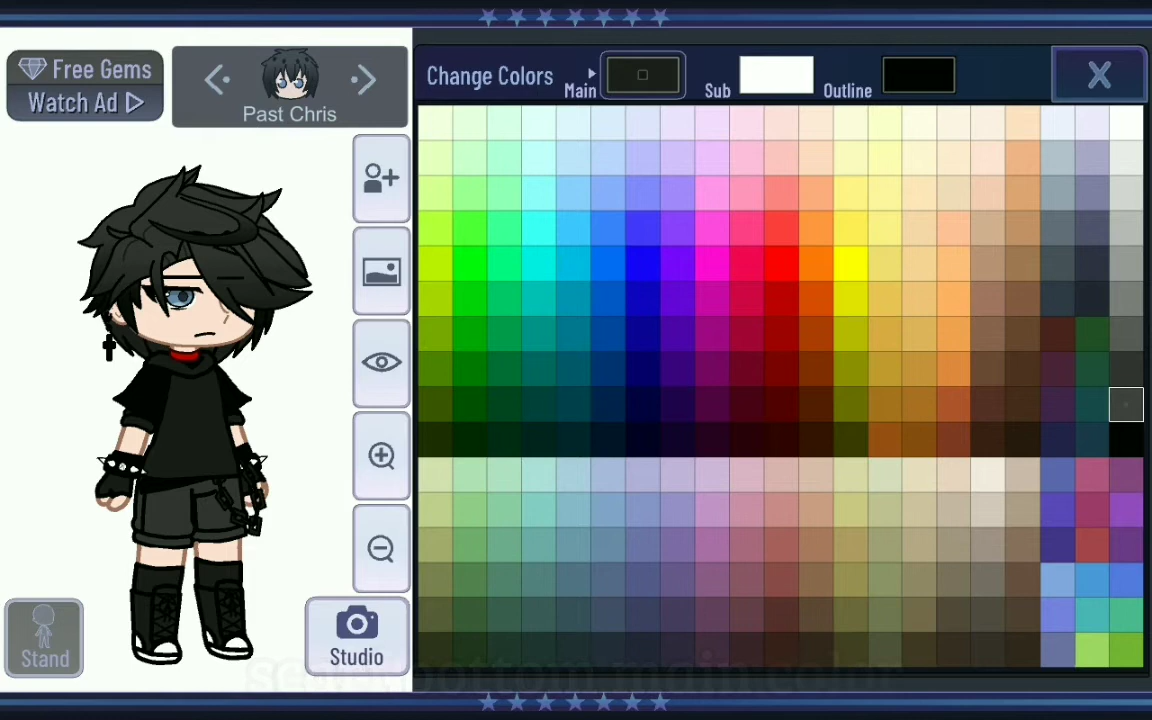 Free Gems
Watch Ad
Past Chris
Change Colors
Main
Sub
Outline
X
Stand
Studio